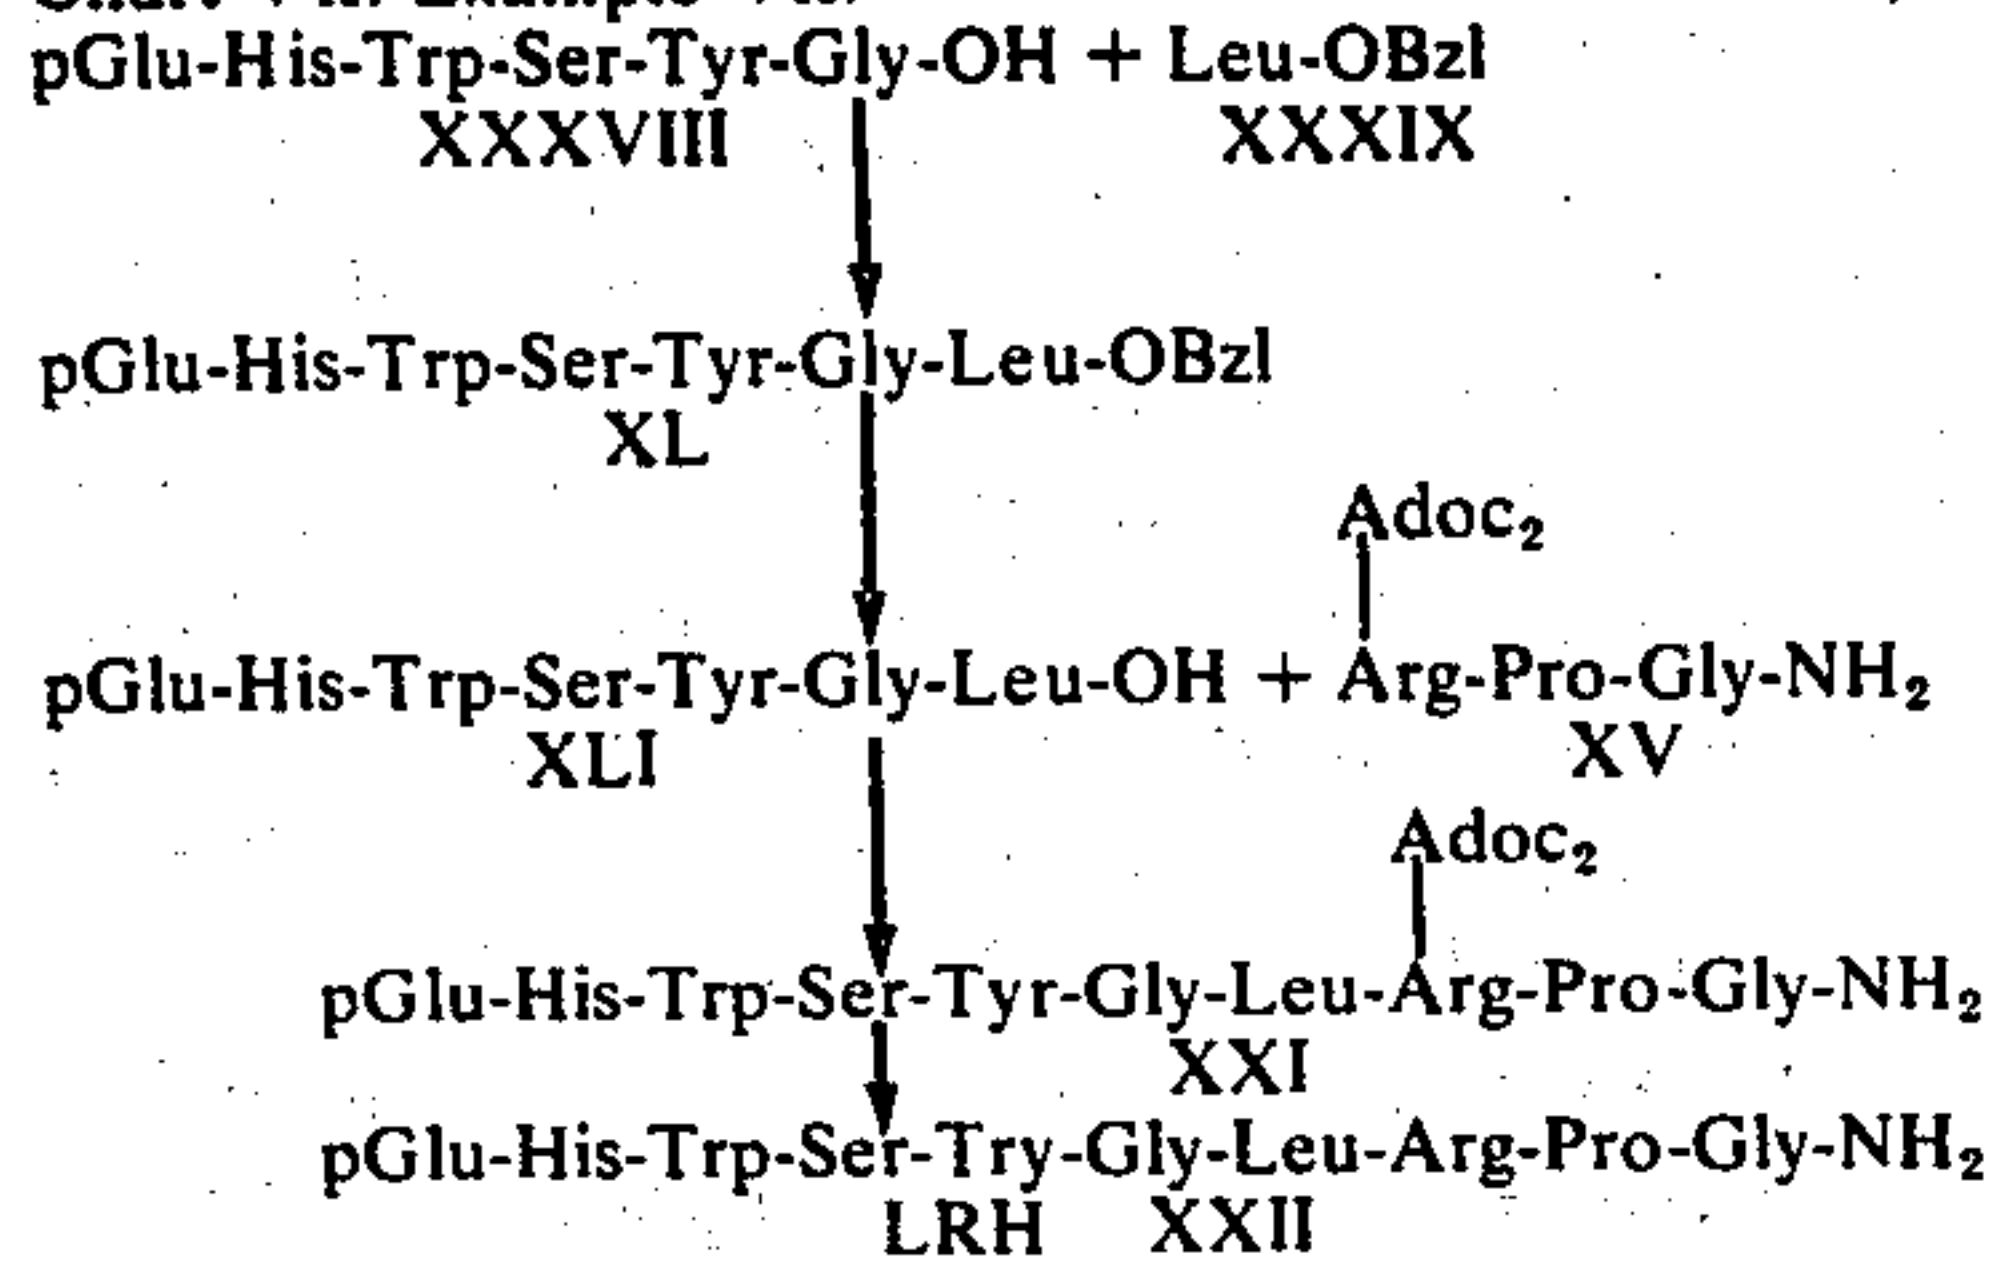 pGlu-His-Trp-Ser-Tyr-Gly-OH + Leu-OBzl
XXXVIII XXXIX
pGlu-His-Trp-Ser-Tyr-Gly-Leu-OBzl
XL
Adoc₂
pGlu-His-Trp-Ser-Tyr-Gly-Leu-OH + Arg-Pro-Gly-NH₂
XLI XV
Adoc₂
pGlu-His-Trp-Ser-Tyr-Gly-Leu-Arg-Pro-Gly-NH₂
XXI
pGlu-His-Trp-Ser-Try-Gly-Leu-Arg-Pro-Gly-NH₂
LRH XXII